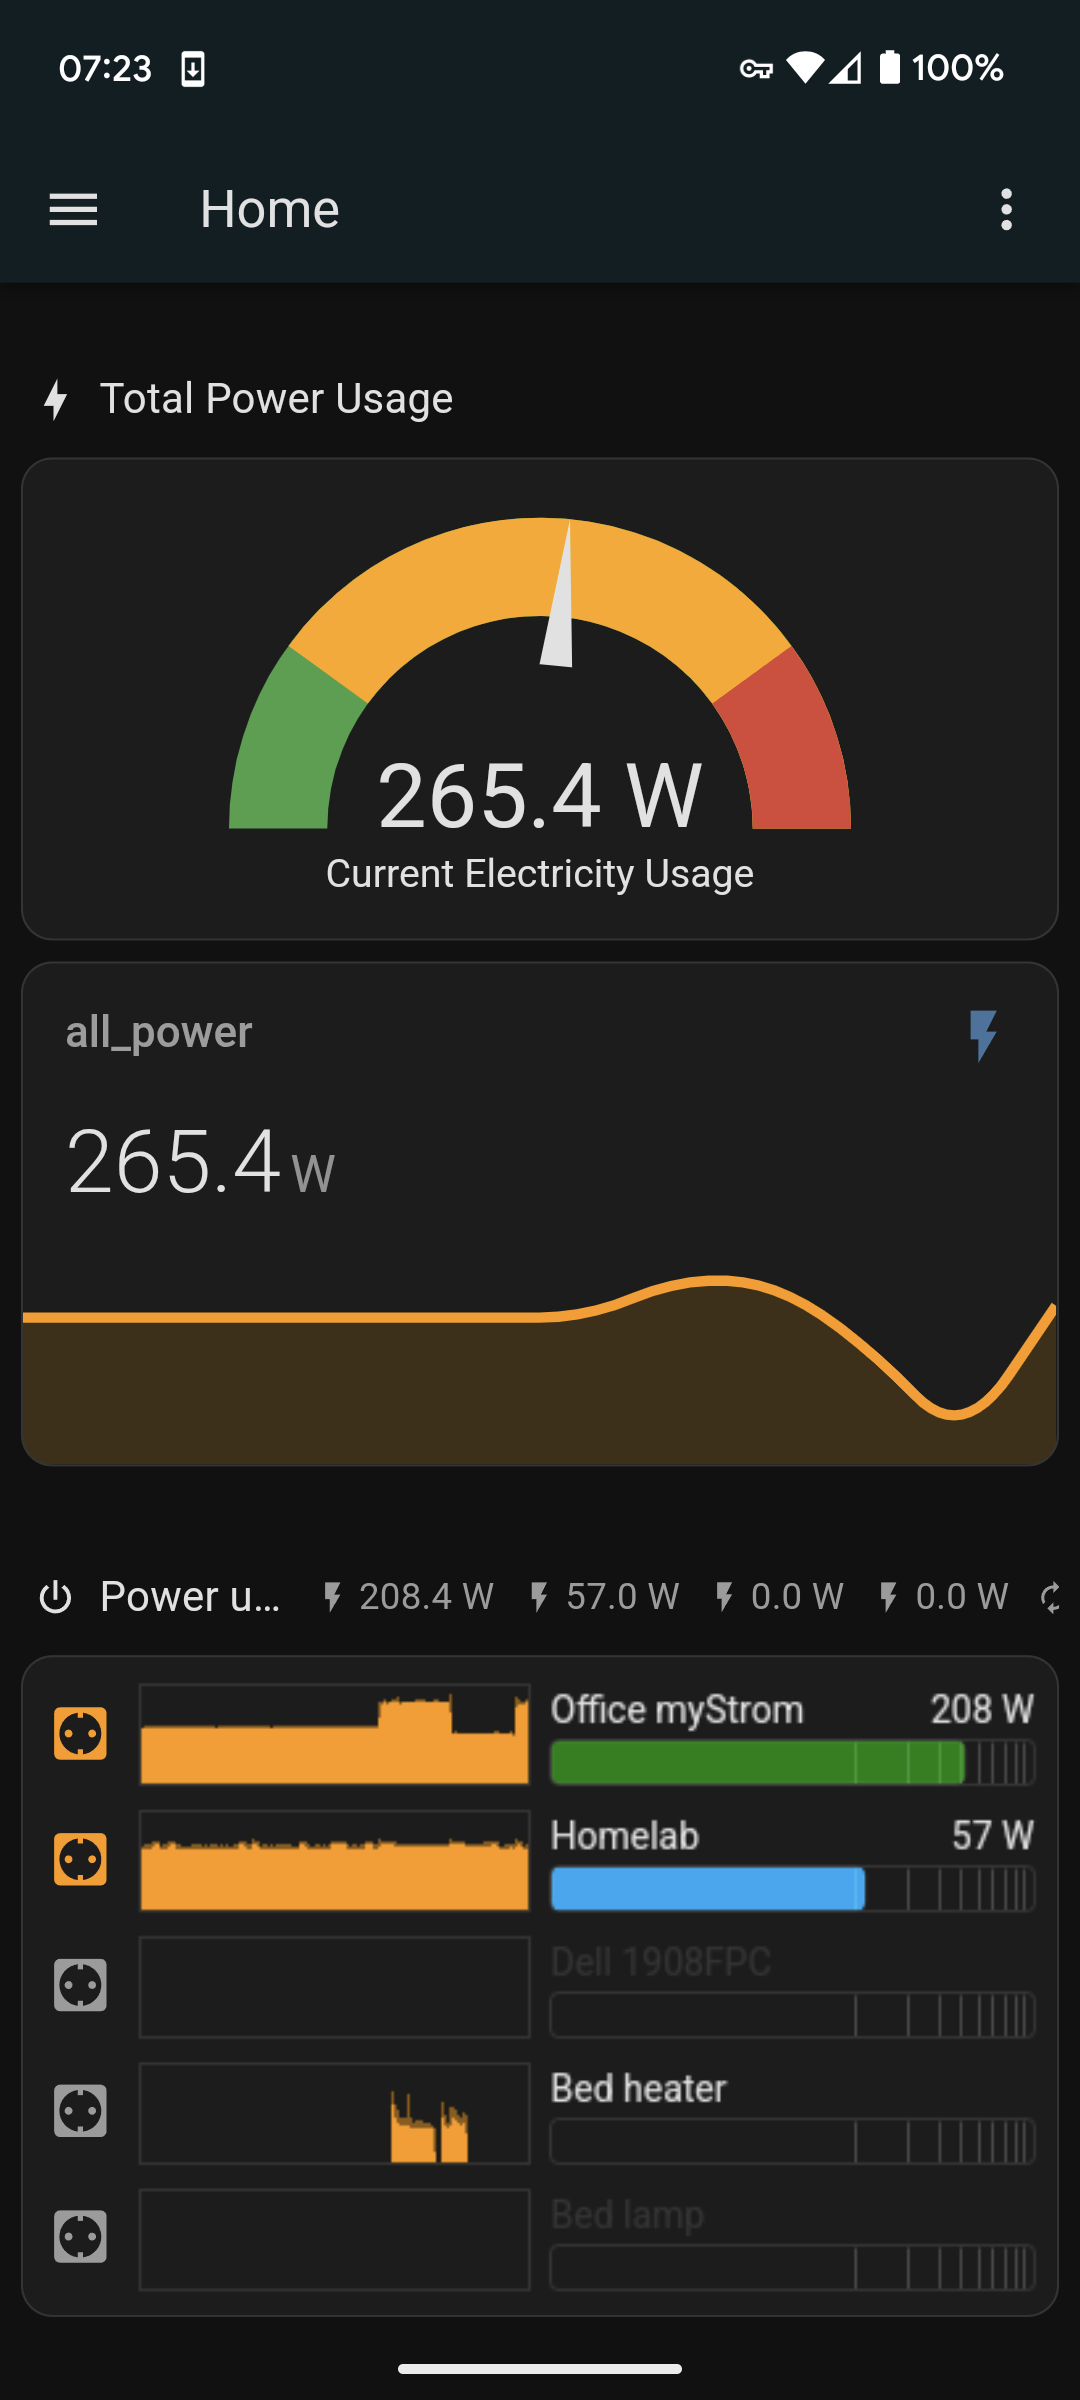 07:23
100%
Home
Total Power Usage
265.4 W
Current Electricity Usage
all_power
265.4 W
Power u... 208.4 W 57.0 W 0.0 W 0.0 W
Office myStrom 208 W
Homelab 57 W
Dell 1908FPC
Bed heater
Bed lamp